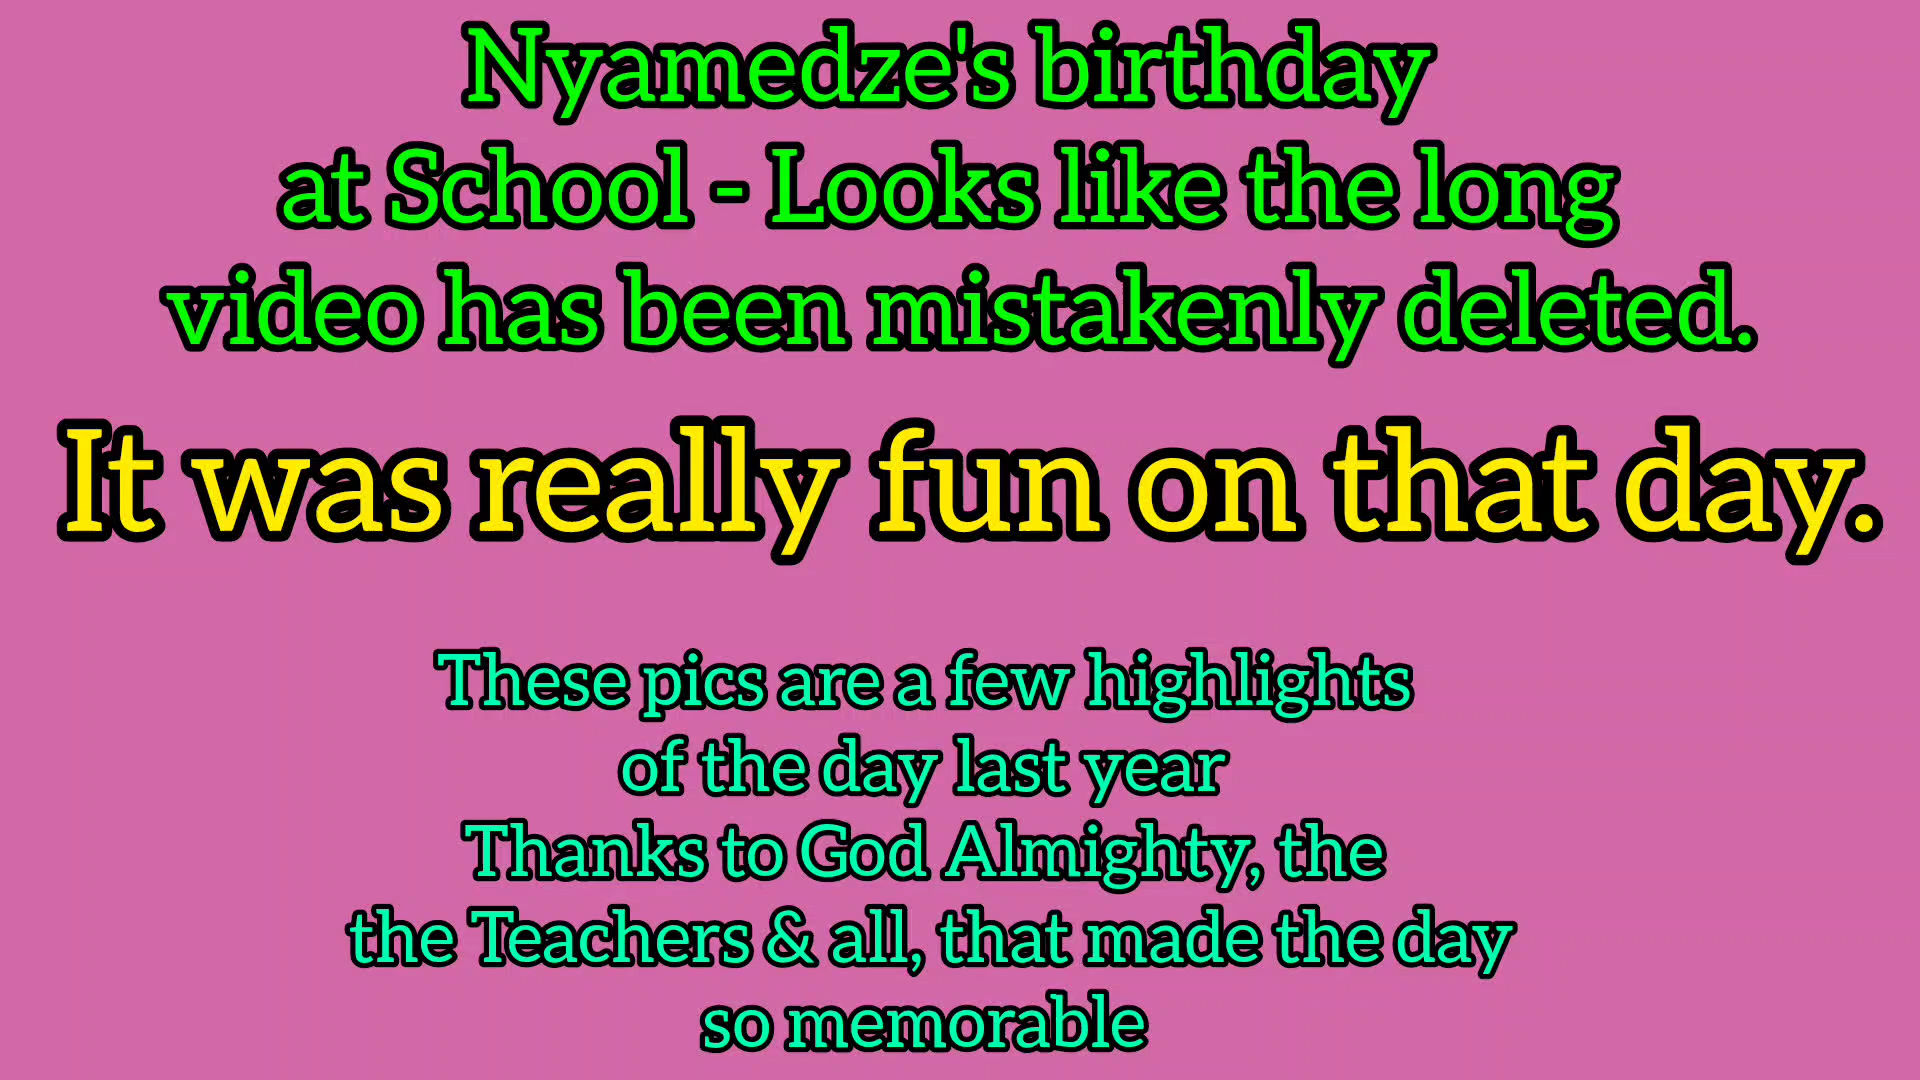 Nyamedze's birthday
at School - Looks like the long
video has been mistakenly deleted.
It was really fun on that day.
These pics are a few highlights
of the day last year
Thanks to God Almighty, the
the Teachers & all, that made the day
so memorable